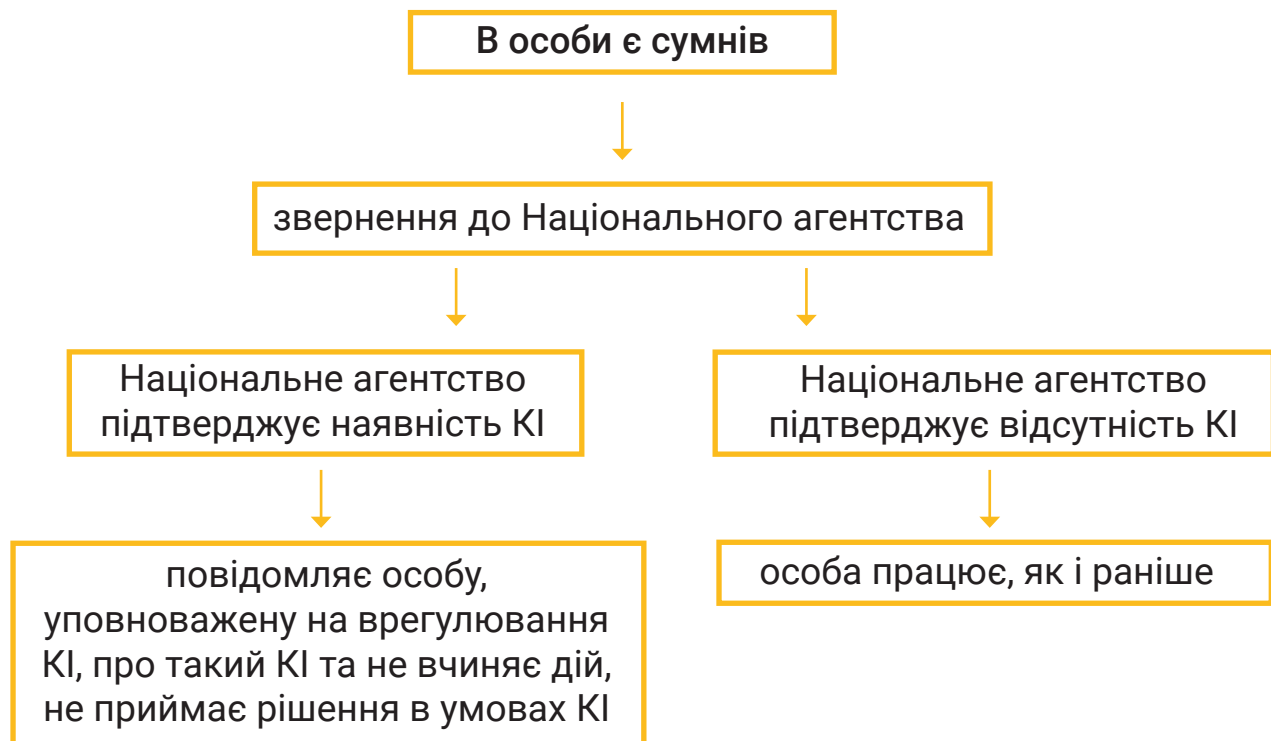 В особи є сумнів
звернення до Національного агентства
Національне агентство
підтверджує наявність КІ
Національне агентство
підтверджує відсутність КІ
повідомляє особу,
уповноважену на врегулювання
КІ, про такий КІ та не вчиняє дій,
не приймає рішення в умовах КІ
особа працює, як і раніше